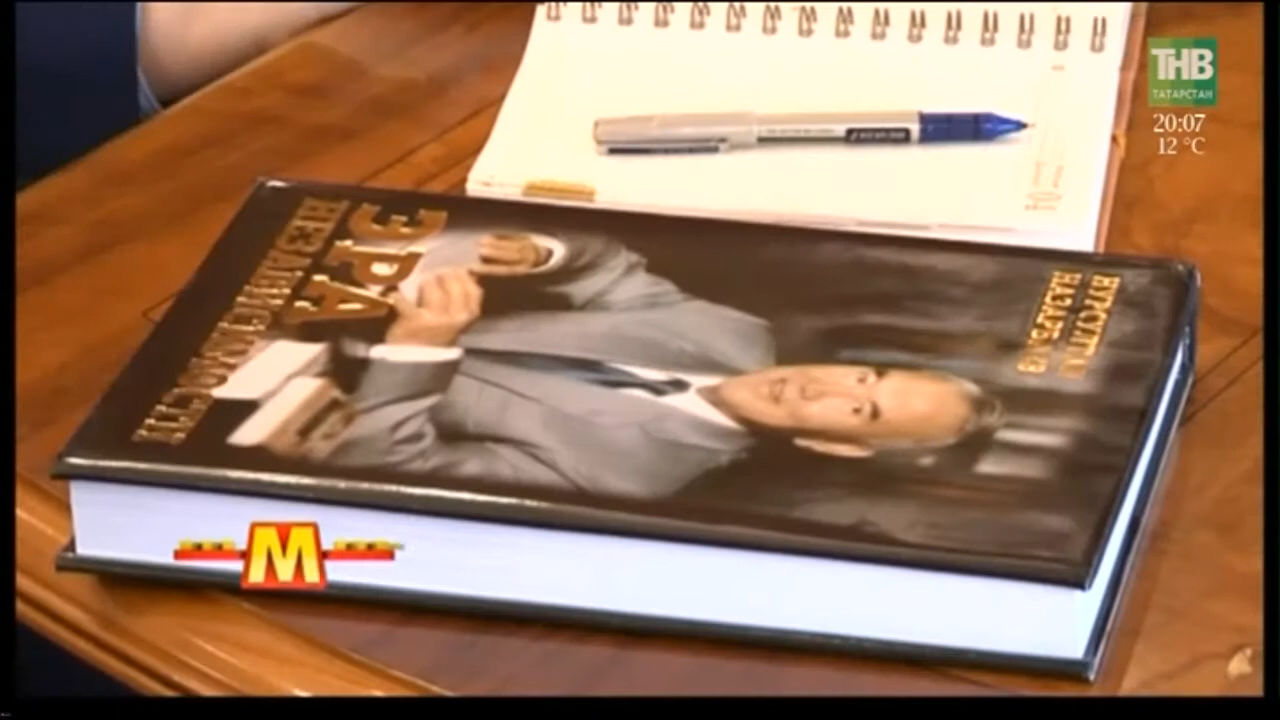 ТНВ
ТАТАРСТАН
20:07
12 °C
НУРСУЛТАН
НАЗАРБАЕВ
ЭРА
НЕЗАВИСИМОСТИ
М